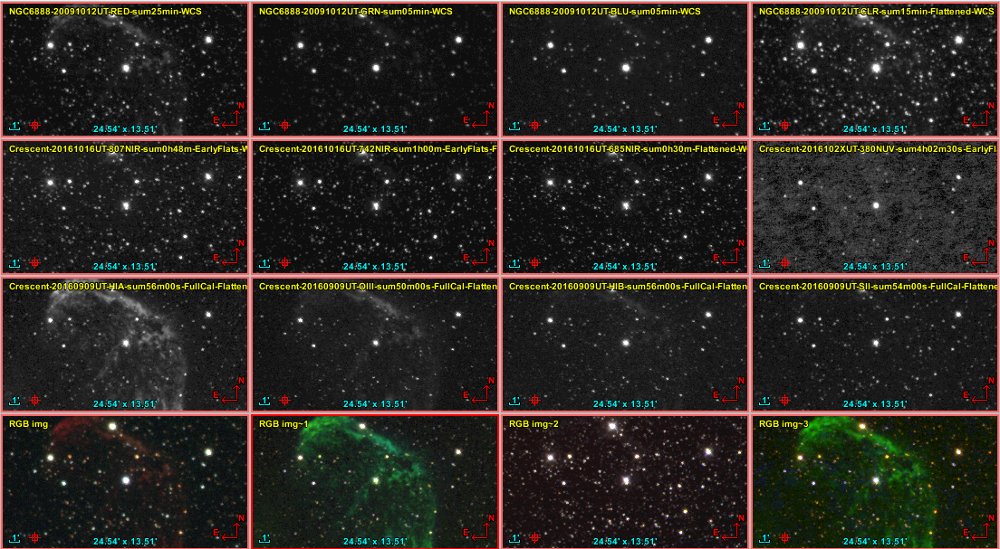 NGC6888-20091012UT-RED-sum25min-WCS
N
E
1'
24.54' x 13.51'
NGC6888-20091012UT-GRN-sum05min-WCS
N
E
1'
24.54' x 13.51'
NGC6888-20091012UT-BLU-sum05min-WCS
N
E
1'
24.54' x 13.51'
NGC6888-20091012UT-CLR-sum15min-Flattened-WCS
N
E
1'
24.54' x 13.51'
Crescent-20161016UT-807NIR-sum0h48m-EarlyFlats-W
N
E
1'
24.54' x 13.51'
Crescent-20161016UT-742NIR-sum1h00m-EarlyFlats-F
N
E
1'
24.54' x 13.51'
Crescent-20161016UT-685NIR-sum0h30m-Flattened-W
N
E
1'
24.54' x 13.51'
Crescent-2016102XUT-380NUV-sum4h02m30s-EarlyFl
N
E
1'
24.54' x 13.51'
Crescent-20160909UT-HIA-sum56m00s-FullCal-Flatten
N
E
1'
24.54' x 13.51'
Crescent-20160909UT-OIII-sum50m00s-FullCal-Flatten
N
E
1'
24.54' x 13.51'
Crescent-20160909UT-HIB-sum56m00s-FullCal-Flatten
N
E
1'
24.54' x 13.51'
Crescent-20160909UT-SII-sum54m00s-FullCal-Flattene
N
E
1'
24.54' x 13.51'
RGB img
N
E
1'
24.54' x 13.51'
RGB img~1
N
E
1'
24.54' x 13.51'
RGB img~2
N
E
1'
24.54' x 13.51'
RGB img~3
N
E
1'
24.54' x 13.51'